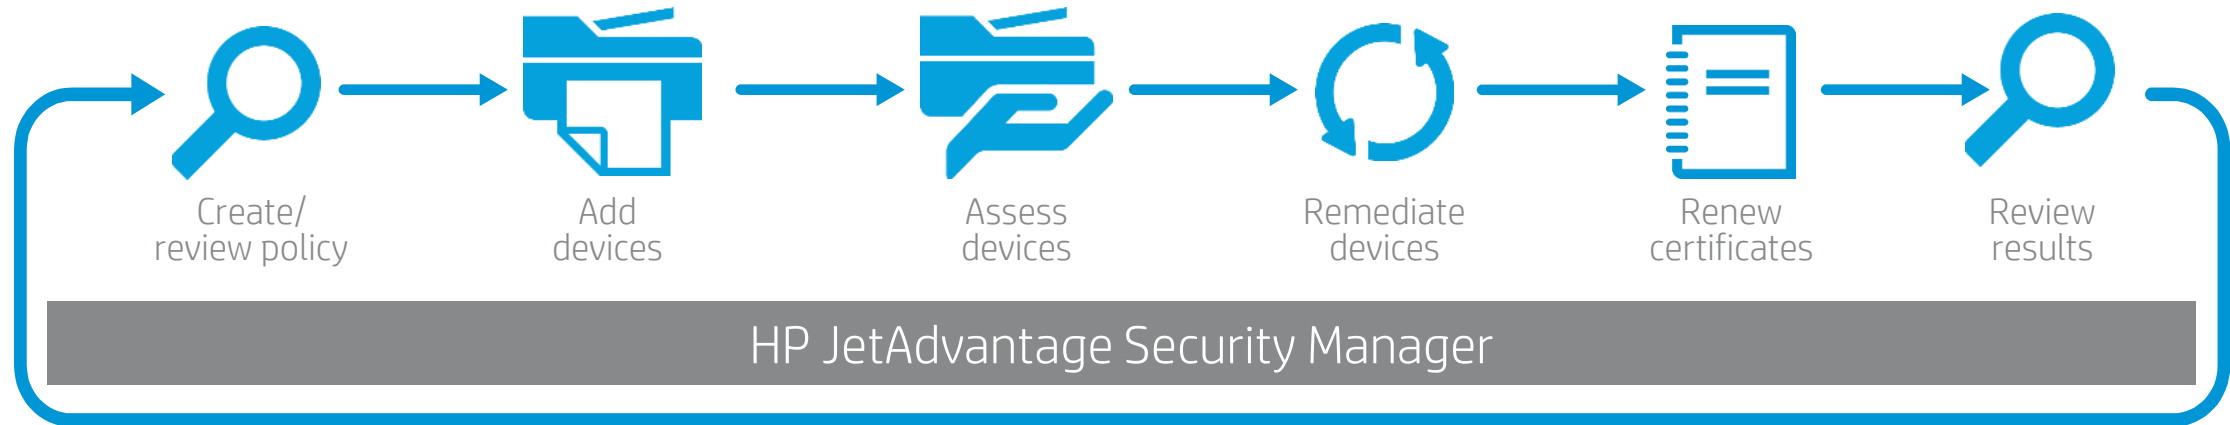 Create/
review policy
Add
devices
Assess
devices
Remediate
devices
Renew
certificates
Review
results
HP JetAdvantage Security Manager